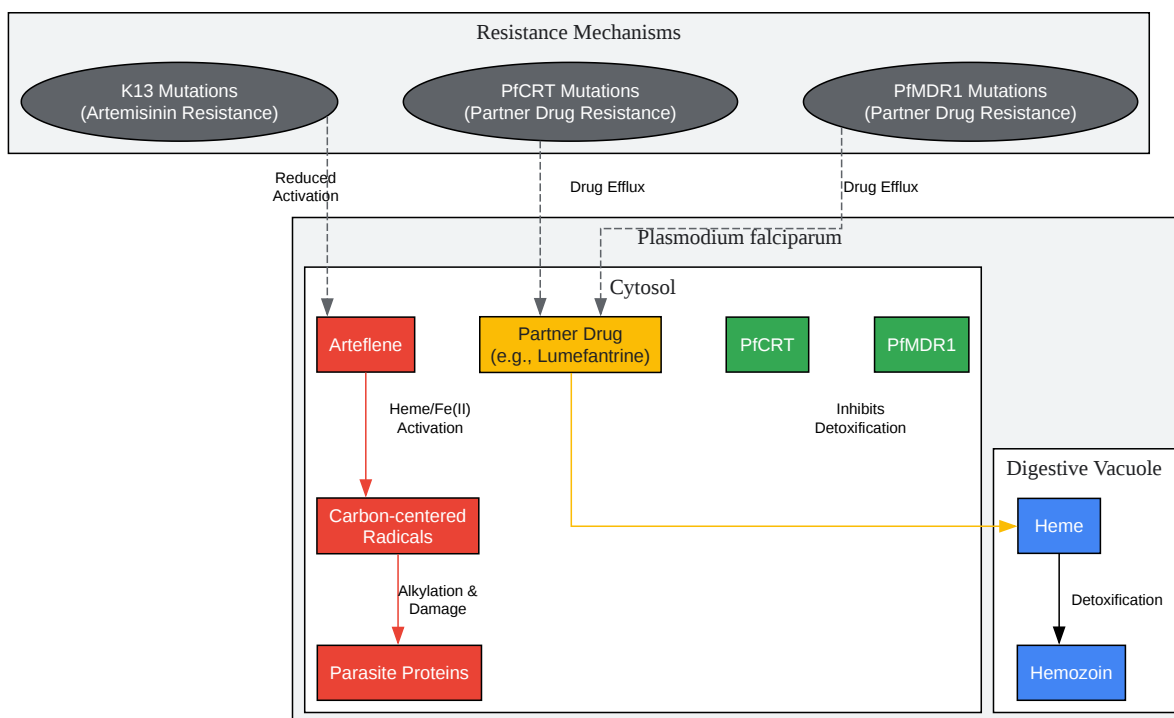 Resistance Mechanisms
K13 Mutations
(Artemisinin Resistance)
PfCRT Mutations
(Partner Drug Resistance)
PfMDR1 Mutations
(Partner Drug Resistance)
Reduced
Activation
Drug Efflux
Drug Efflux
Plasmodium falciparum
Cytosol
Arteflene
Partner Drug
(e.g., Lumefantrine)
PfCRT
PfMDR1
Heme/Fe(II)
Activation
Inhibits
Detoxification
Digestive Vacuole
Carbon-centered
Radicals
Heme
Alkylation &
Damage
Detoxification
Parasite Proteins
Hemozoin